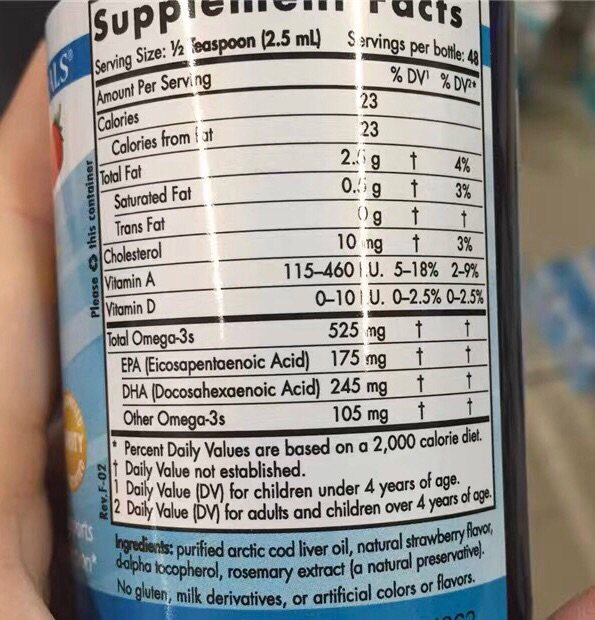 ALS®
Supplement Facts
Serving Size: ½ Teaspoon (2.5 mL) Servings per bottle: 48
Amount Per Serving % DV¹ % DV²*
Calories 23
Calories from Fat 23
Total Fat 2. g † 4%
Saturated Fat 0. g † 3%
Trans Fat 0 g † †
Cholesterol 10 mg † 3%
Vitamin A 115–460 I.U. 5–18% 2–9%
Vitamin D 0–10 I.U. 0–2.5% 0–2.5%
Total Omega-3s 525 mg † †
EPA (Eicosapentaenoic Acid) 175 mg † †
DHA (Docosahexaenoic Acid) 245 mg † †
Other Omega-3s 105 mg † †
* Percent Daily Values are based on a 2,000 calorie diet.
† Daily Value not established.
1 Daily Value (DV) for children under 4 years of age.
2 Daily Value (DV) for adults and children over 4 years of age.
Ingredients: purified arctic cod liver oil, natural strawberry flavor,
d-alpha tocopherol, rosemary extract (a natural preservative).
No gluten, milk derivatives, or artificial colors or flavors.
Please this container
Rev.F-02